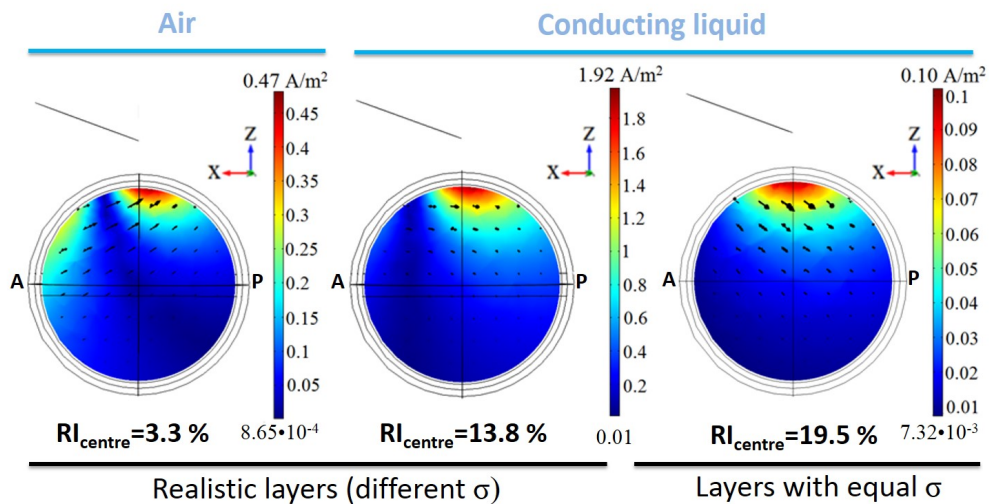 Air
Conducting liquid
0.47 A/m²
0.45
0.4
0.35
0.3
0.25
0.2
0.15
0.1
0.05
8.65•10⁻⁴
Z
X
A
P
RIcentre=3.3 %
1.92 A/m²
1.8
1.6
1.4
1.2
1
0.8
0.6
0.4
0.2
0.01
Z
X
A
P
RIcentre=13.8 %
0.10 A/m²
0.1
0.09
0.08
0.07
0.06
0.05
0.04
0.03
0.02
0.01
7.32•10⁻³
Z
X
A
P
RIcentre=19.5 %
Realistic layers (different σ)
Layers with equal σ